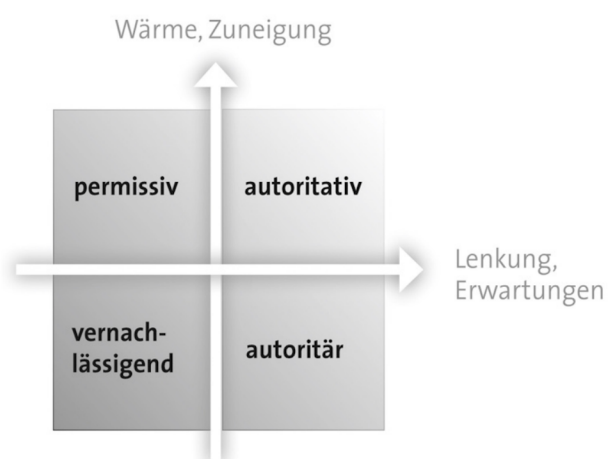 Wärme, Zuneigung
permissiv
autoritativ
Lenkung,
Erwartungen
vernach-
lässigend
autoritär